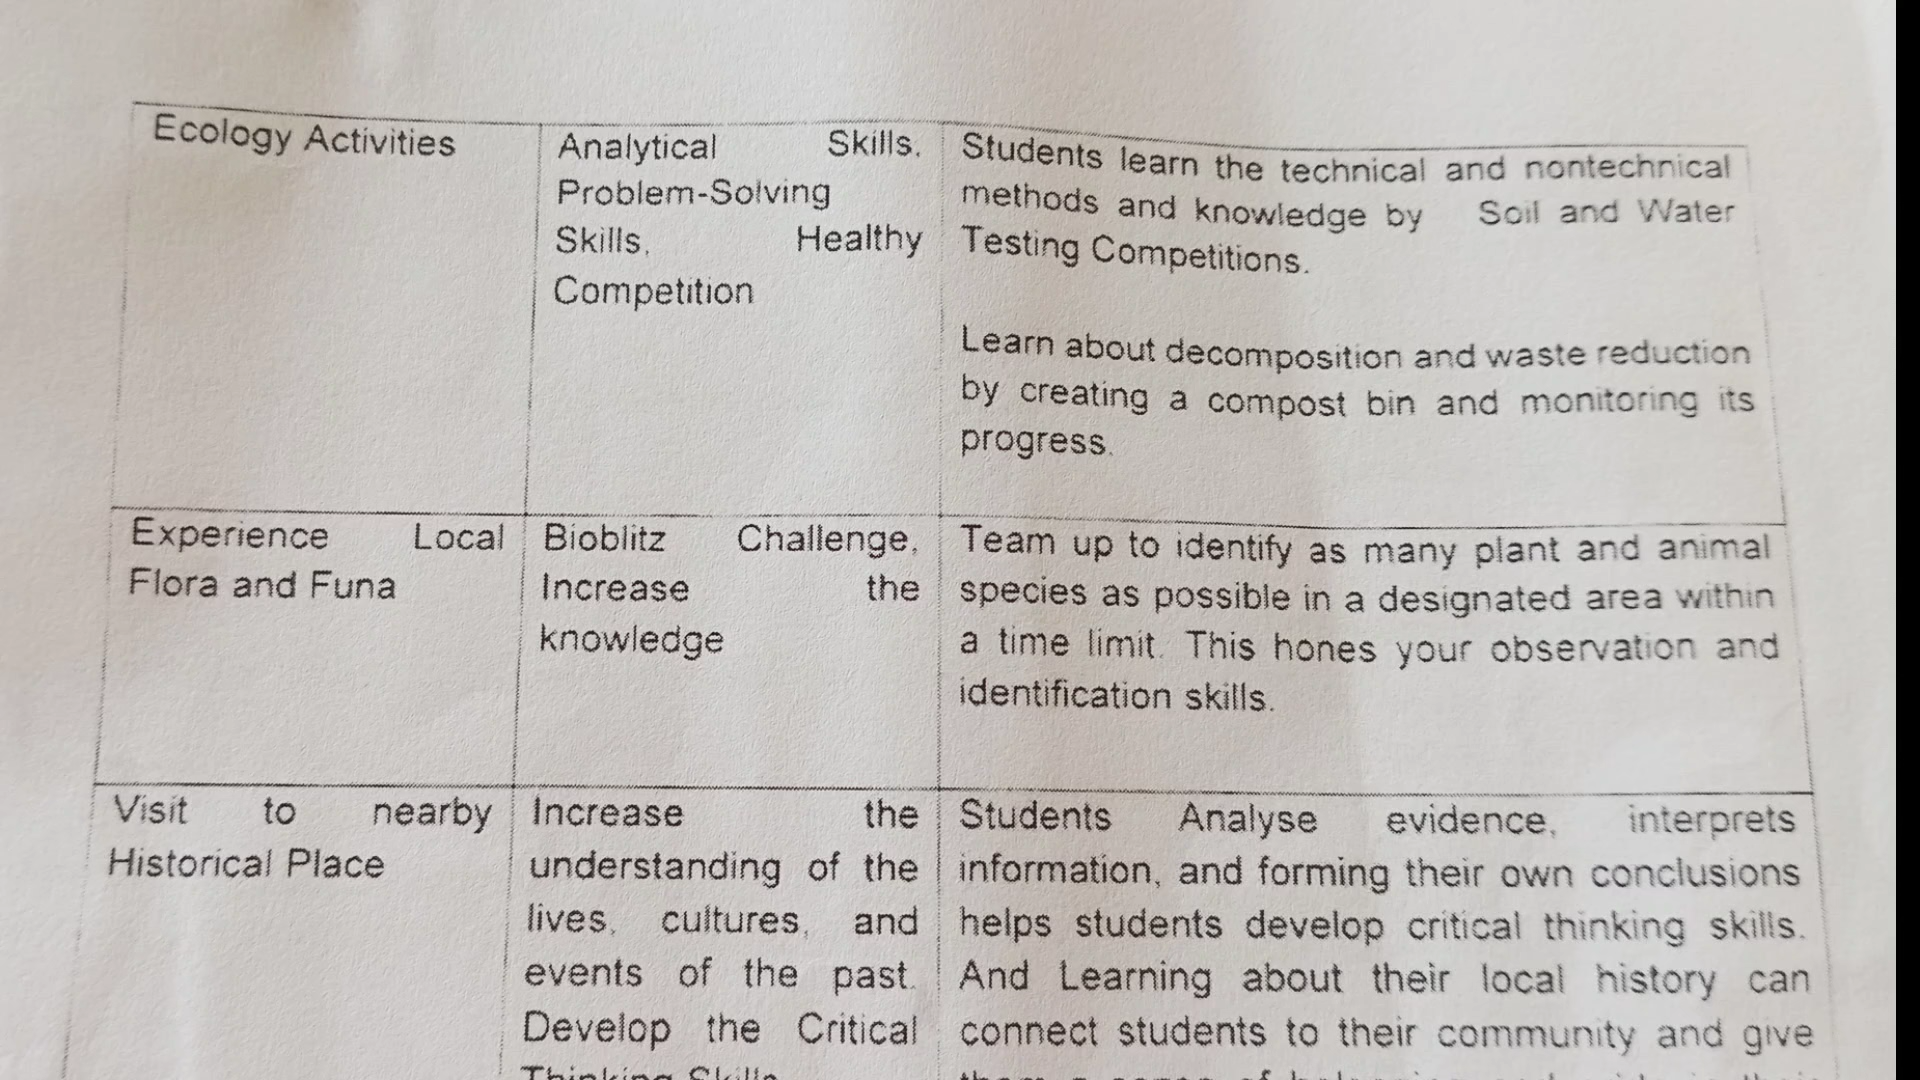 Ecology Activities
Analytical Skills,
Problem-Solving
Skills, Healthy
Competition
Students learn the technical and nontechnical
methods and knowledge by Soil and Water
Testing Competitions.
Learn about decomposition and waste reduction
by creating a compost bin and monitoring its
progress.
Experience Local
Flora and Funa
Bioblitz Challenge,
Increase the
knowledge
Team up to identify as many plant and animal
species as possible in a designated area within
a time limit. This hones your observation and
identification skills.
Visit to nearby
Historical Place
Increase the
understanding of the
lives, cultures, and
events of the past.
Develop the Critical
Thinking Skills
Students Analyse evidence, interprets
information, and forming their own conclusions
helps students develop critical thinking skills.
And Learning about their local history can
connect students to their community and give